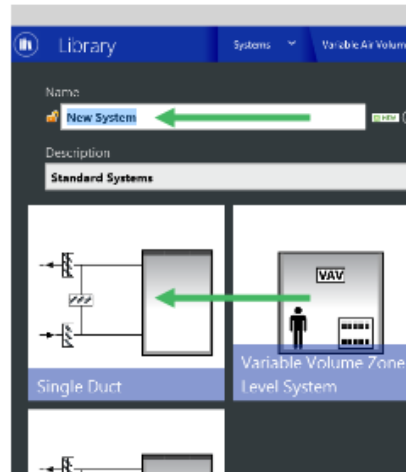 Library
Systems
Variable Air Volum
Name
New System
NEW
Description
Standard Systems
VAV
Single Duct
Variable Volume Zone
Level System